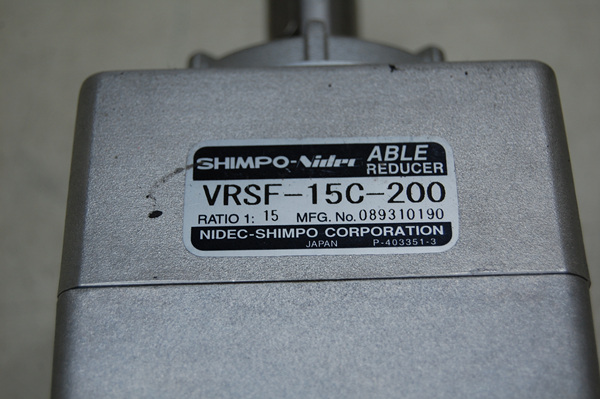 SHIMPO-Nidec ABLE REDUCER
VRSF-15C-200
RATIO 1: 15 MFG. No. 089310190
NIDEC-SHIMPO CORPORATION
JAPAN P-403351-3